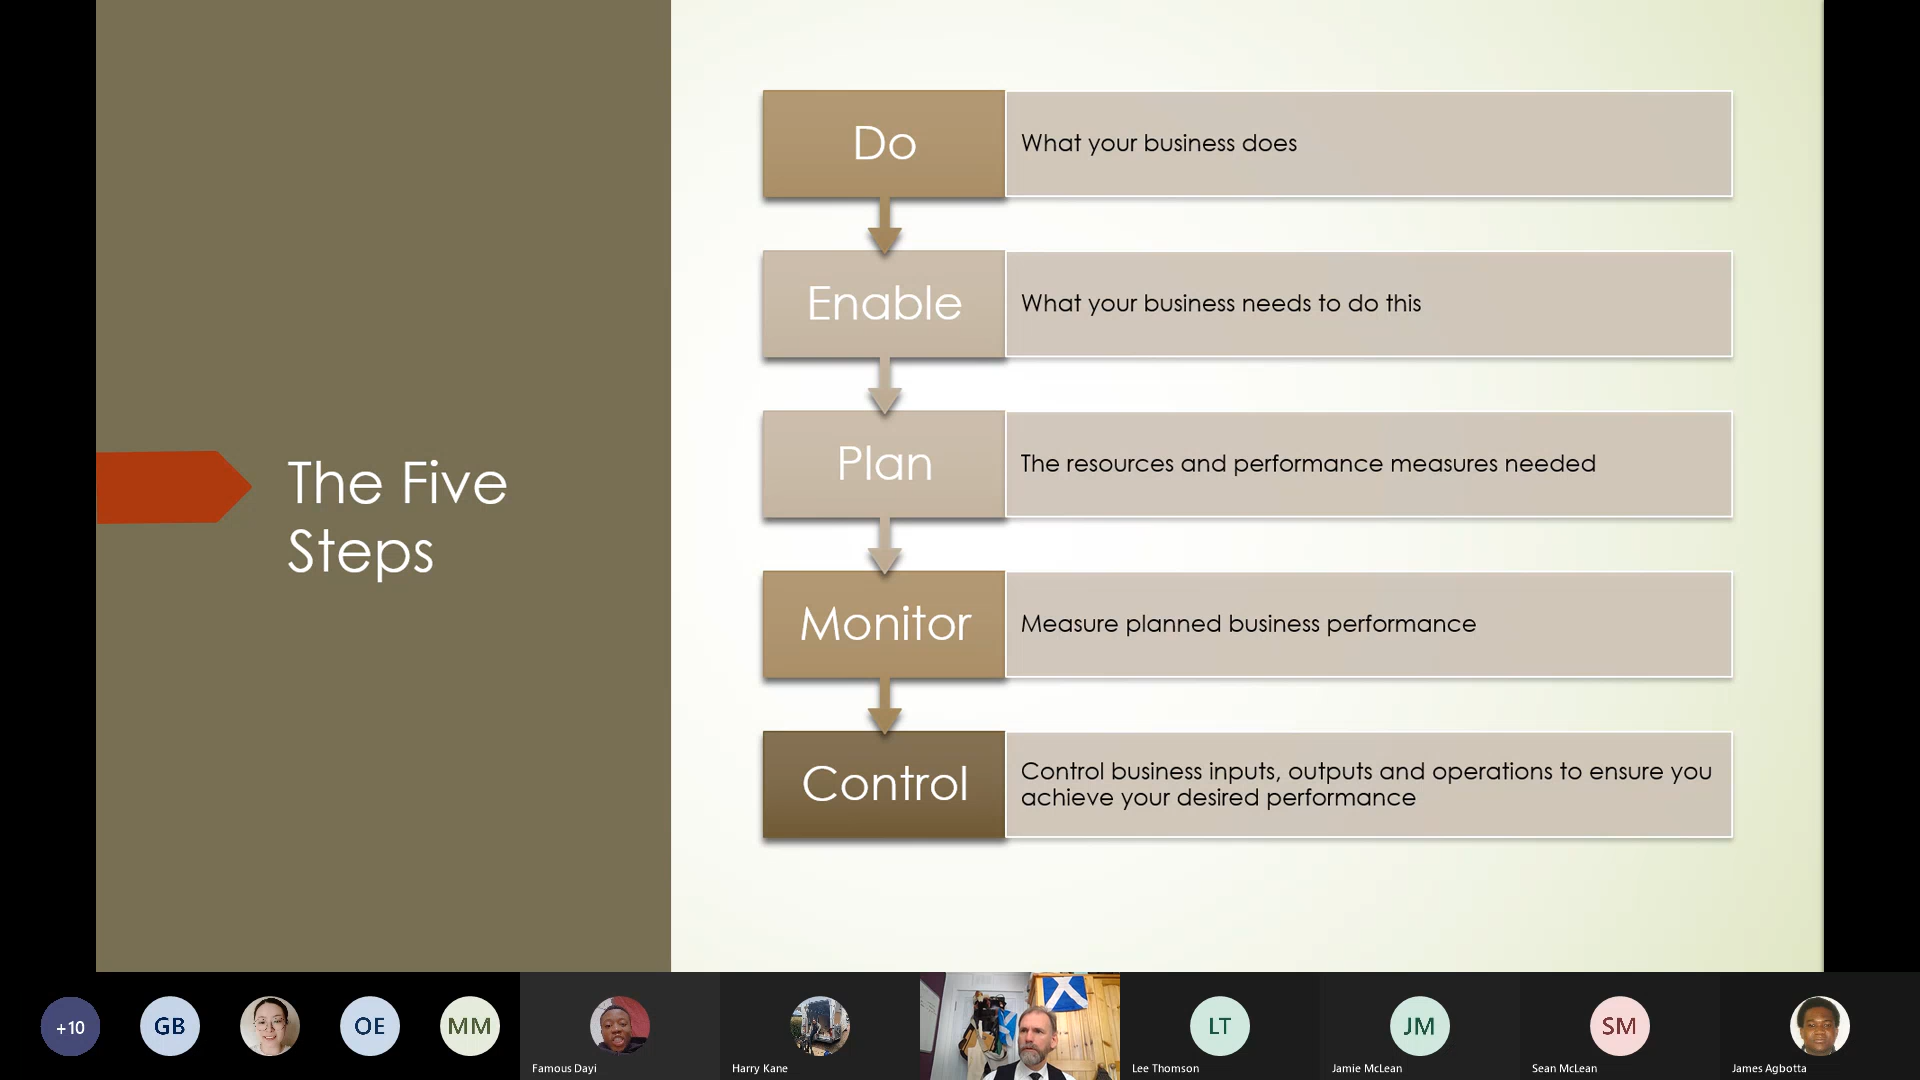 The Five
Steps
Do
What your business does
Enable
What your business needs to do this
Plan
The resources and performance measures needed
Monitor
Measure planned business performance
Control
Control business inputs, outputs and operations to ensure you
achieve your desired performance
+10
GB
OE
MM
Famous Dayi
Harry Kane
LT
Lee Thomson
JM
Jamie McLean
SM
Sean McLean
James Agbotta